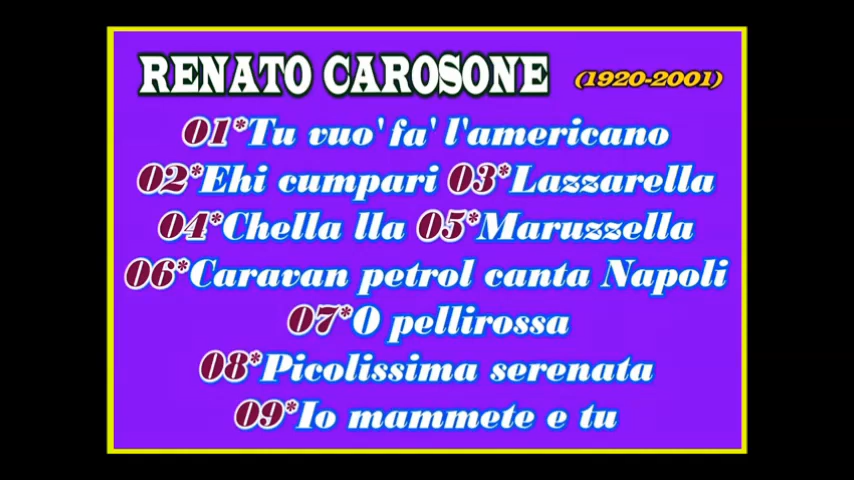 RENATO CAROSONE (1920-2001)
01*Tu vuo' fa' l'americano
02*Ehi cumpari 03*Lazzarella
04*Chella lla 05*Maruzzella
06*Caravan petrol canta Napoli
07*O pellirossa
08*Picolissima serenata
09*Io mammete e tu